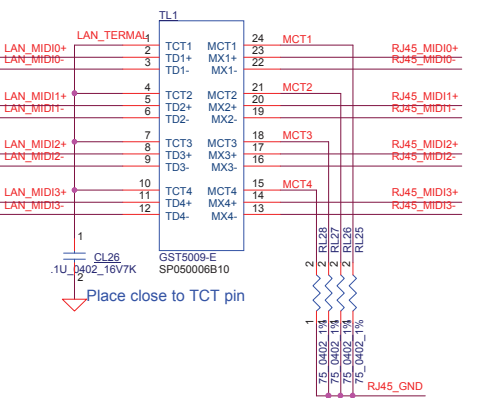 TL1
LAN_TERMAL 1 TCT1 MCT1 24 MCT1
LAN_MIDI0+ 2 TD1+ MX1+ 23 RJ45_MIDI0+
LAN_MIDI0- 3 TD1- MX1- 22 RJ45_MIDI0-
4 TCT2 MCT2 21 MCT2
LAN_MIDI1+ 5 TD2+ MX2+ 20 RJ45_MIDI1+
LAN_MIDI1- 6 TD2- MX2- 19 RJ45_MIDI1-
7 TCT3 MCT3 18 MCT3
LAN_MIDI2+ 8 TD3+ MX3+ 17 RJ45_MIDI2+
LAN_MIDI2- 9 TD3- MX3- 16 RJ45_MIDI2-
10 TCT4 MCT4 15 MCT4
LAN_MIDI3+ 11 TD4+ MX4+ 14 RJ45_MIDI3+
LAN_MIDI3- 12 TD4- MX4- 13 RJ45_MIDI3-
GST5009-E
SP050006B10
1
CL26
.1U_0402_16V7K
2
Place close to TCT pin
RL28 RL27 RL26 RL25
2 2 2 2
1
75_0402_1% 75_0402_1% 75_0402_1% 75_0402_1%
RJ45_GND